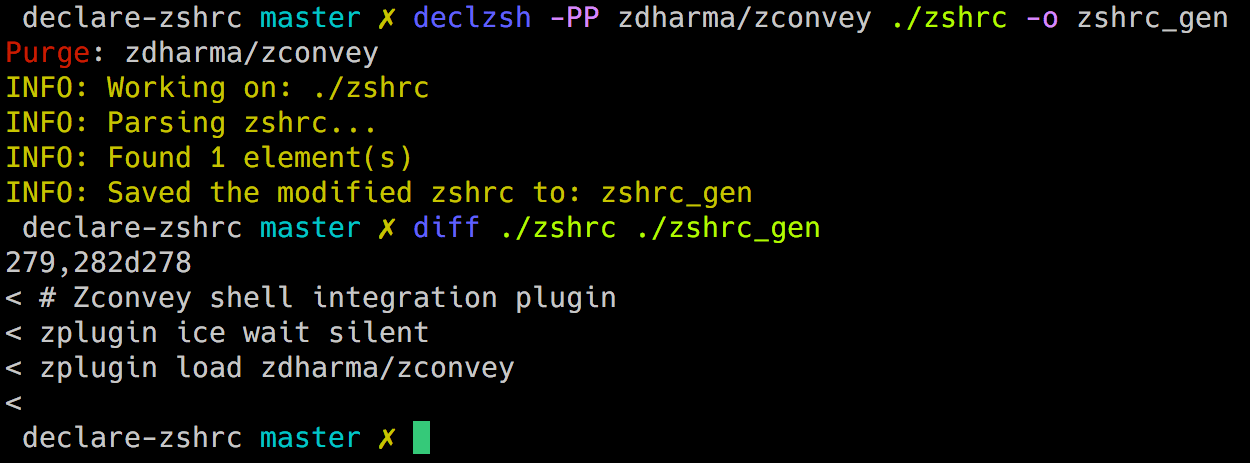 declare-zshrc master ✗ declzsh -PP zdharma/zconvey ./zshrc -o zshrc_gen
Purge: zdharma/zconvey
INFO: Working on: ./zshrc
INFO: Parsing zshrc...
INFO: Found 1 element(s)
INFO: Saved the modified zshrc to: zshrc_gen
declare-zshrc master ✗ diff ./zshrc ./zshrc_gen
279,282d278
< # Zconvey shell integration plugin
< zplugin ice wait silent
< zplugin load zdharma/zconvey
<
declare-zshrc master ✗